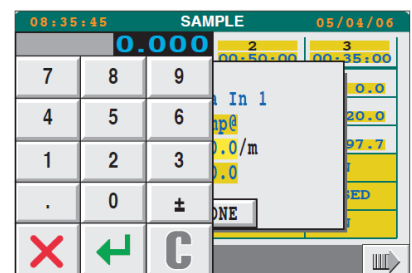 08:35:45 SAMPLE 05/04/06
0.000 2 3
00:50:00 00:35:00
7 8 9
In 1 0.0
4 5 6
mp@ 20.0
0.0/m 97.7
1 2 3
0.0
. 0 ± SED
ONE
C